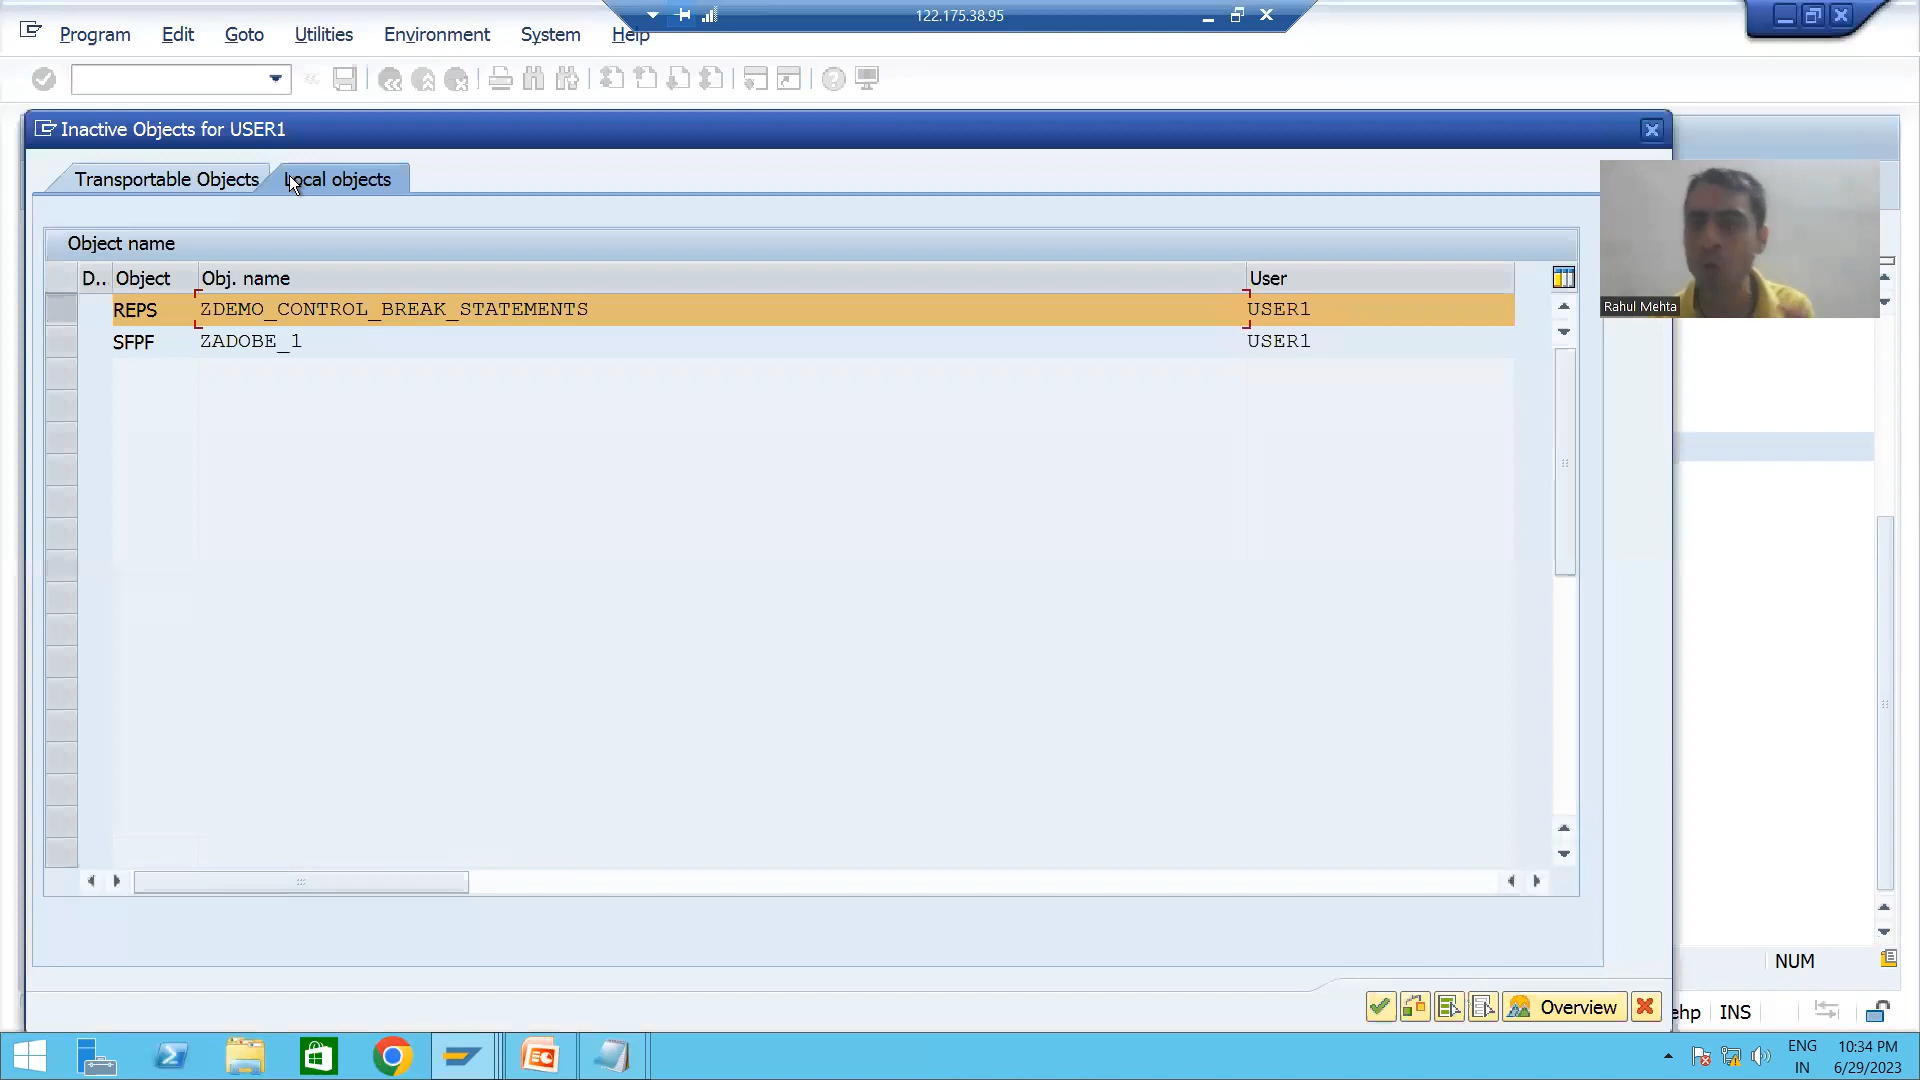 122.175.38.95
Program Edit Goto Utilities Environment System Help
Inactive Objects for USER1
Transportable Objects Local objects
Rahul Mehta
Object name
D.. Object Obj. name User
REPS ZDEMO_CONTROL_BREAK_STATEMENTS USER1
SFPF ZADOBE_1 USER1
NUM
Overview
ehp INS
ENG 10:34 PM
IN 6/29/2023